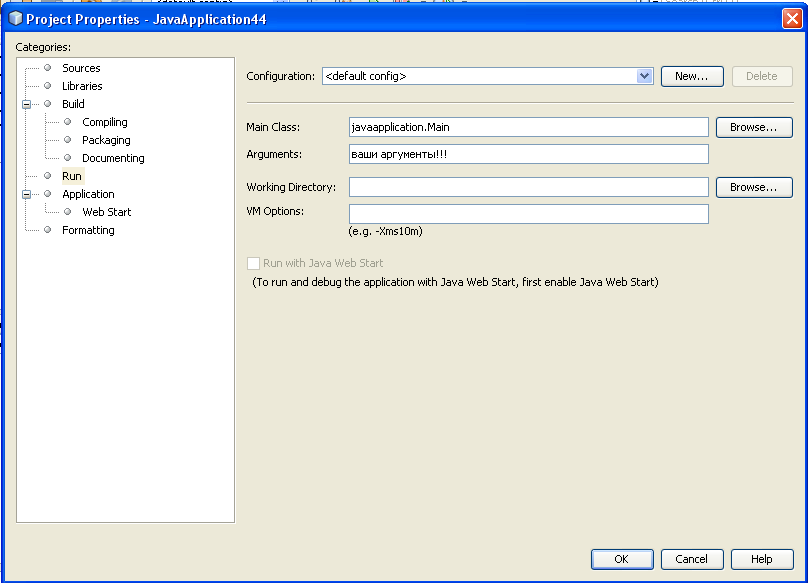 Project Properties - JavaApplication44
Categories:
Sources
Libraries
Build
Compiling
Packaging
Documenting
Run
Application
Web Start
Formatting
Configuration: <default config> New... Delete
Main Class: javaapplication.Main Browse...
Arguments: ваши аргументы!!!
Working Directory: Browse...
VM Options:
(e.g. -Xms10m)
Run with Java Web Start
(To run and debug the application with Java Web Start, first enable Java Web Start)
OK Cancel Help